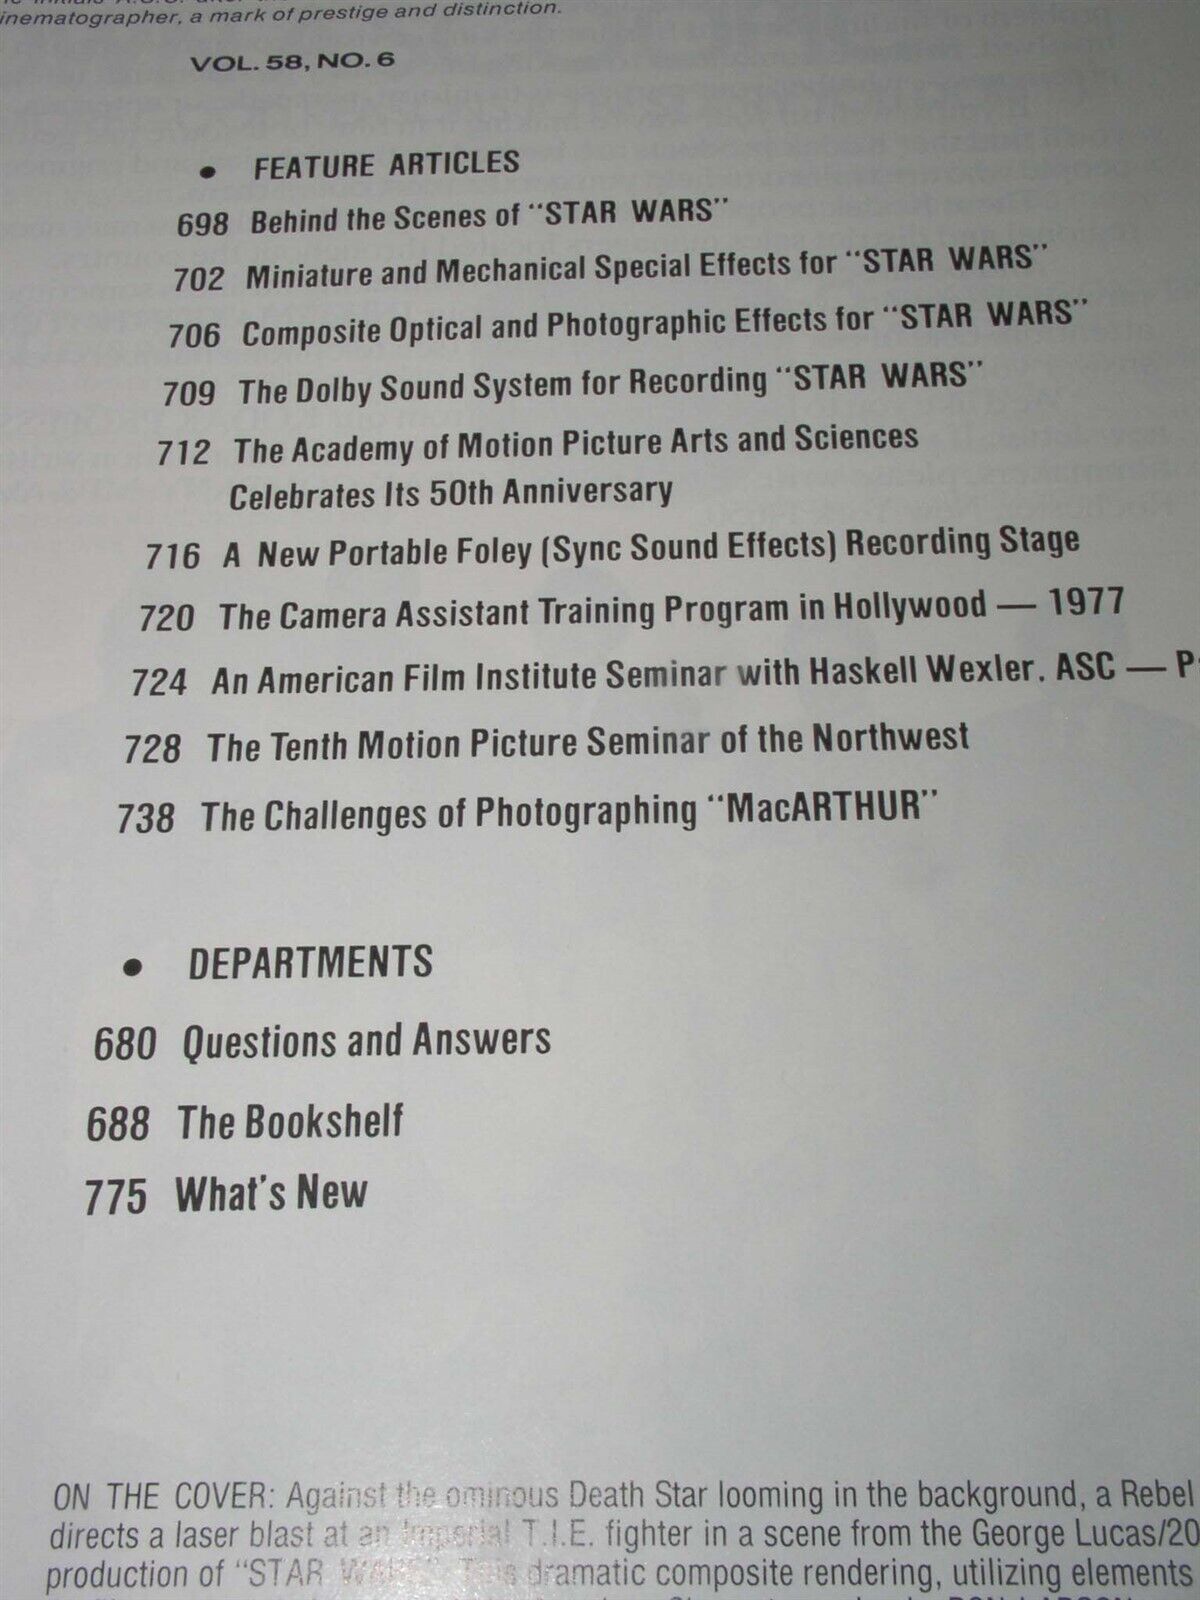 inematographer, a mark of prestige and distinction.
VOL. 58, NO. 6
• FEATURE ARTICLES
698 Behind the Scenes of "STAR WARS"
702 Miniature and Mechanical Special Effects for "STAR WARS"
706 Composite Optical and Photographic Effects for "STAR WARS"
709 The Dolby Sound System for Recording "STAR WARS"
712 The Academy of Motion Picture Arts and Sciences
Celebrates Its 50th Anniversary
716 A New Portable Foley (Sync Sound Effects) Recording Stage
720 The Camera Assistant Training Program in Hollywood — 1977
724 An American Film Institute Seminar with Haskell Wexler, ASC —
728 The Tenth Motion Picture Seminar of the Northwest
738 The Challenges of Photographing "MacARTHUR"
• DEPARTMENTS
680 Questions and Answers
688 The Bookshelf
775 What's New
ON THE COVER: Against the ominous Death Star looming in the background, a Rebel
directs a laser blast at an Imperial T.I.E. fighter in a scene from the George Lucas/20
production of "STAR WARS". This dramatic composite rendering, utilizing elements